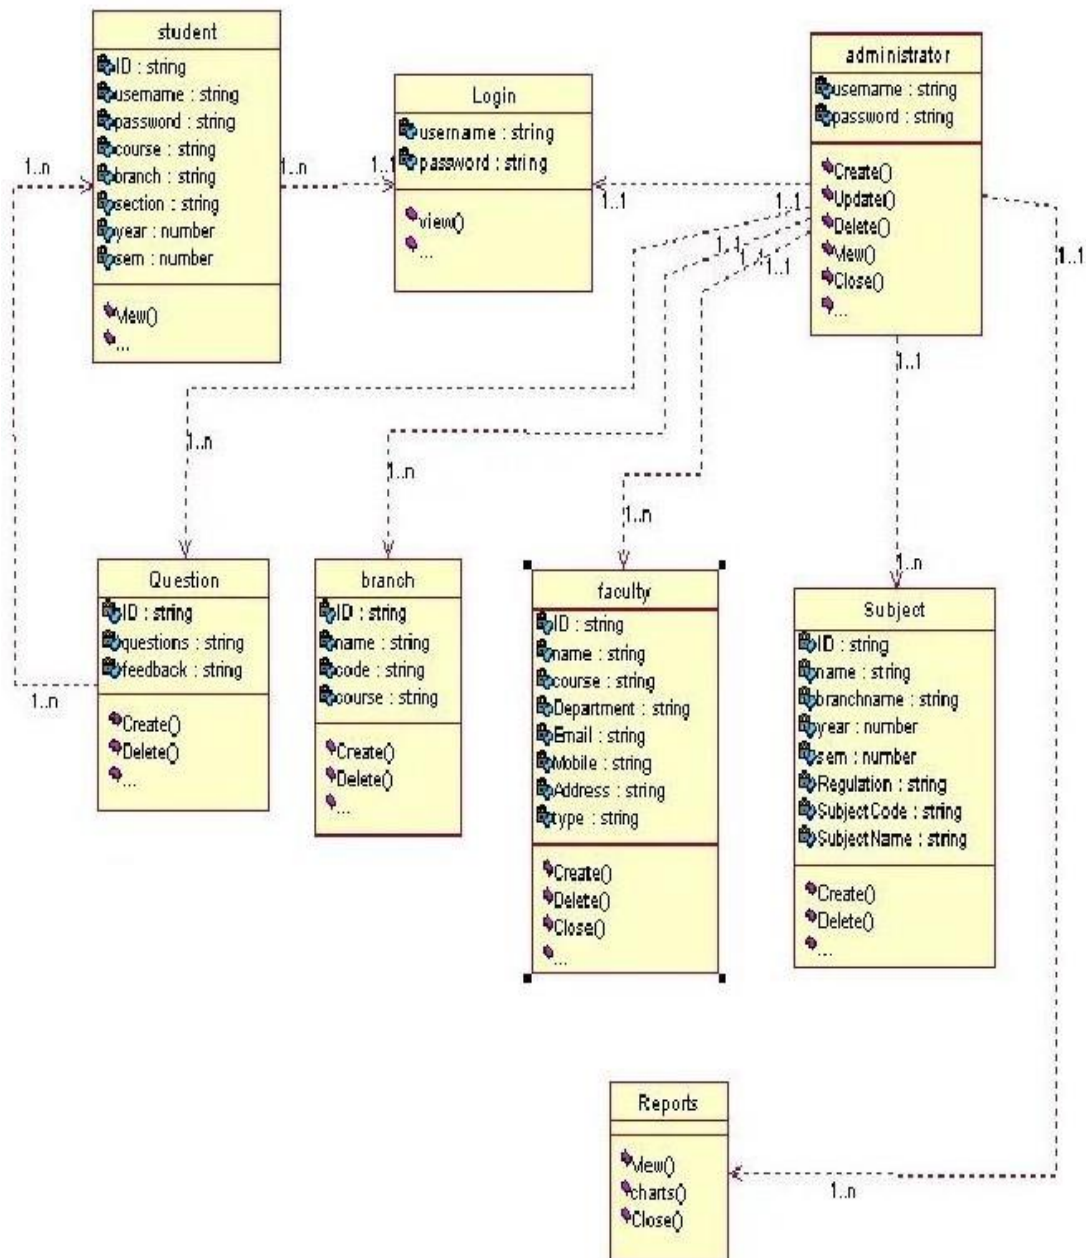 student
ID : string
username : string
password : string
course : string
branch : string
section : string
year : number
sem : number
View()
...
1..n
1..n
1..1
Login
username : string
password : string
view()
...
administrator
username : string
password : string
Create()
Update()
Delete()
View()
Close()
...
1..1
1..1
1..1
1..1
1..1
1..1
1..1
1..n
1..n
1..n
1..n
1..n
Question
ID : string
questions : string
feedback : string
Create()
Delete()
...
branch
ID : string
name : string
code : string
course : string
Create()
Delete()
...
faculty
ID : string
name : string
course : string
Department : string
Email : string
Mobile : string
Address : string
type : string
Create()
Delete()
Close()
...
Subject
ID : string
name : string
branchname : string
year : number
sem : number
Regulation : string
SubjectCode : string
SubjectName : string
Create()
Delete()
...
Reports
View()
charts()
Close()
1..n